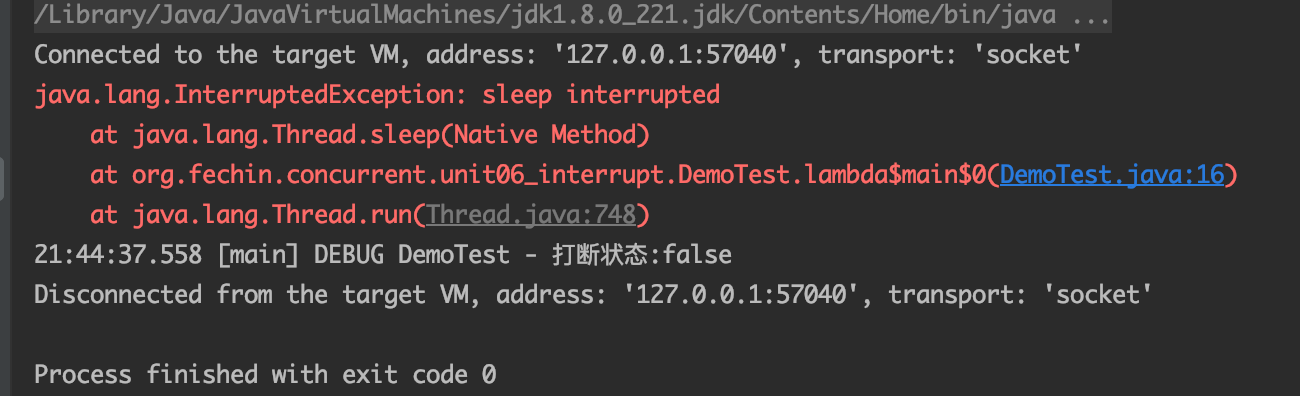 /Library/Java/JavaVirtualMachines/jdk1.8.0_221.jdk/Contents/Home/bin/java ...
Connected to the target VM, address: '127.0.0.1:57040', transport: 'socket'
java.lang.InterruptedException: sleep interrupted
    at java.lang.Thread.sleep(Native Method)
    at org.fechin.concurrent.unit06_interrupt.DemoTest.lambda$main$0(DemoTest.java:16)
    at java.lang.Thread.run(Thread.java:748)
21:44:37.558 [main] DEBUG DemoTest - 打断状态:false
Disconnected from the target VM, address: '127.0.0.1:57040', transport: 'socket'
Process finished with exit code 0